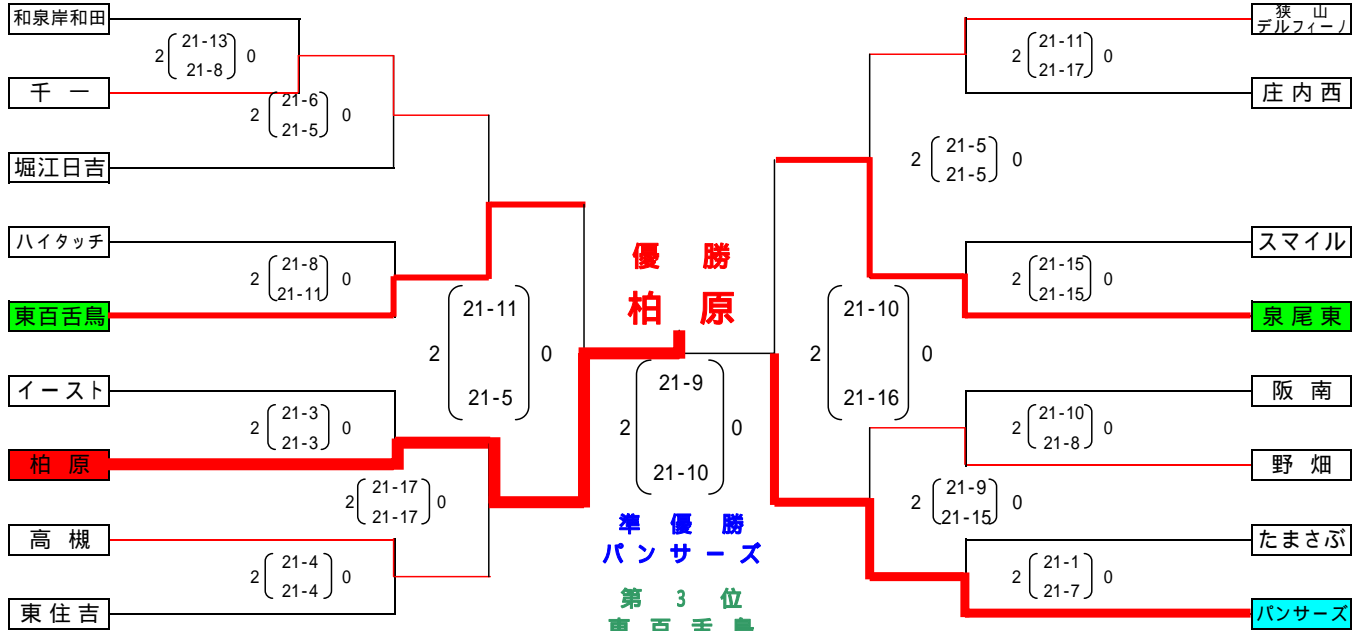 和泉岸和田
2 21-13 0
21-8
千一
2 21-6 0
21-5
堀江日吉
ハイタッチ
2 21-8 0
21-11
東百舌鳥
2 21-11 0
21-5
イースト
2 21-3 0
21-3
柏原
2 21-17 0
21-17
高槻
2 21-4 0
21-4
東住吉
優勝
柏原
2 21-9 0
21-10
準優勝
パンサーズ
第3位
東百舌鳥
狭山
デルフィーノ
2 21-11 0
21-17
庄内西
2 21-5 0
21-5
スマイル
2 21-15 0
21-15
泉尾東
2 21-10 0
21-16
阪南
2 21-10 0
21-8
野畑
2 21-9 0
21-15
たまさぶ
2 21-1 0
21-7
パンサーズ